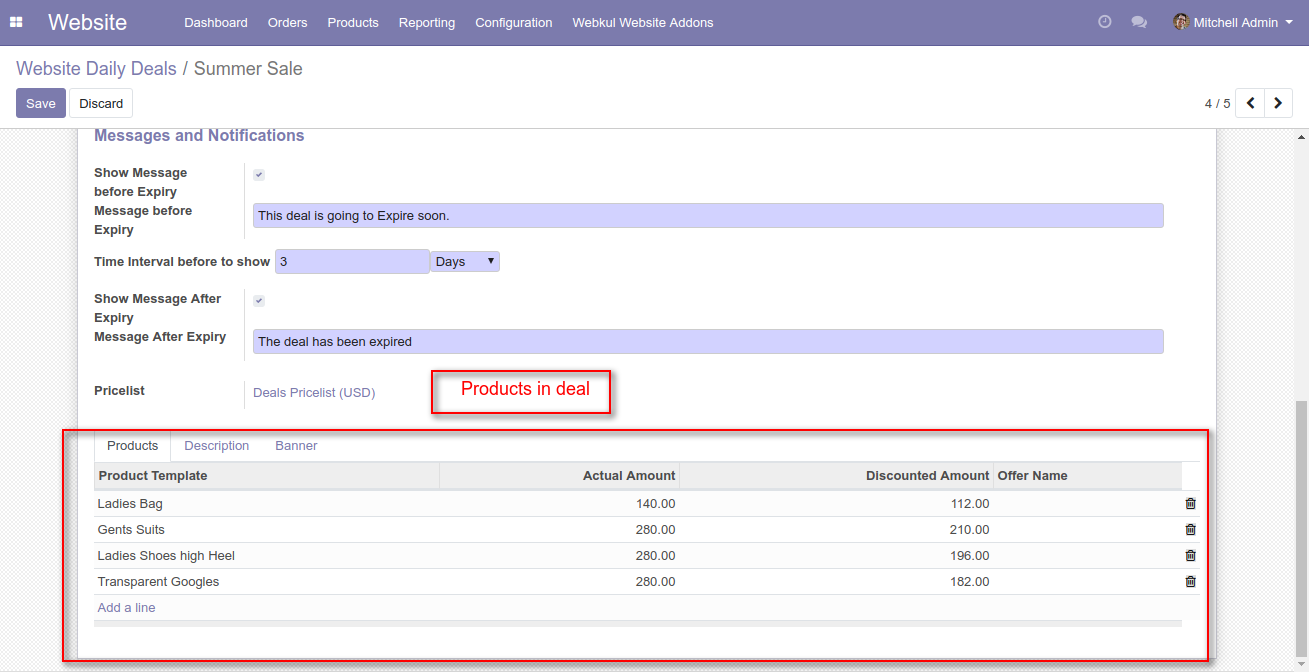 Website Dashboard Orders Products Reporting Configuration Webkul Website Addons Mitchell Admin
Website Daily Deals / Summer Sale
Save Discard 4 / 5
Messages and Notifications
Show Message
before Expiry
Message before
Expiry
This deal is going to Expire soon.
Time Interval before to show 3 Days
Show Message After
Expiry
Message After Expiry The deal has been expired
Pricelist Deals Pricelist (USD)
Products in deal
Products Description Banner
Product Template Actual Amount Discounted Amount Offer Name
Ladies Bag 140.00 112.00
Gents Suits 280.00 210.00
Ladies Shoes high Heel 280.00 196.00
Transparent Googles 280.00 182.00
Add a line